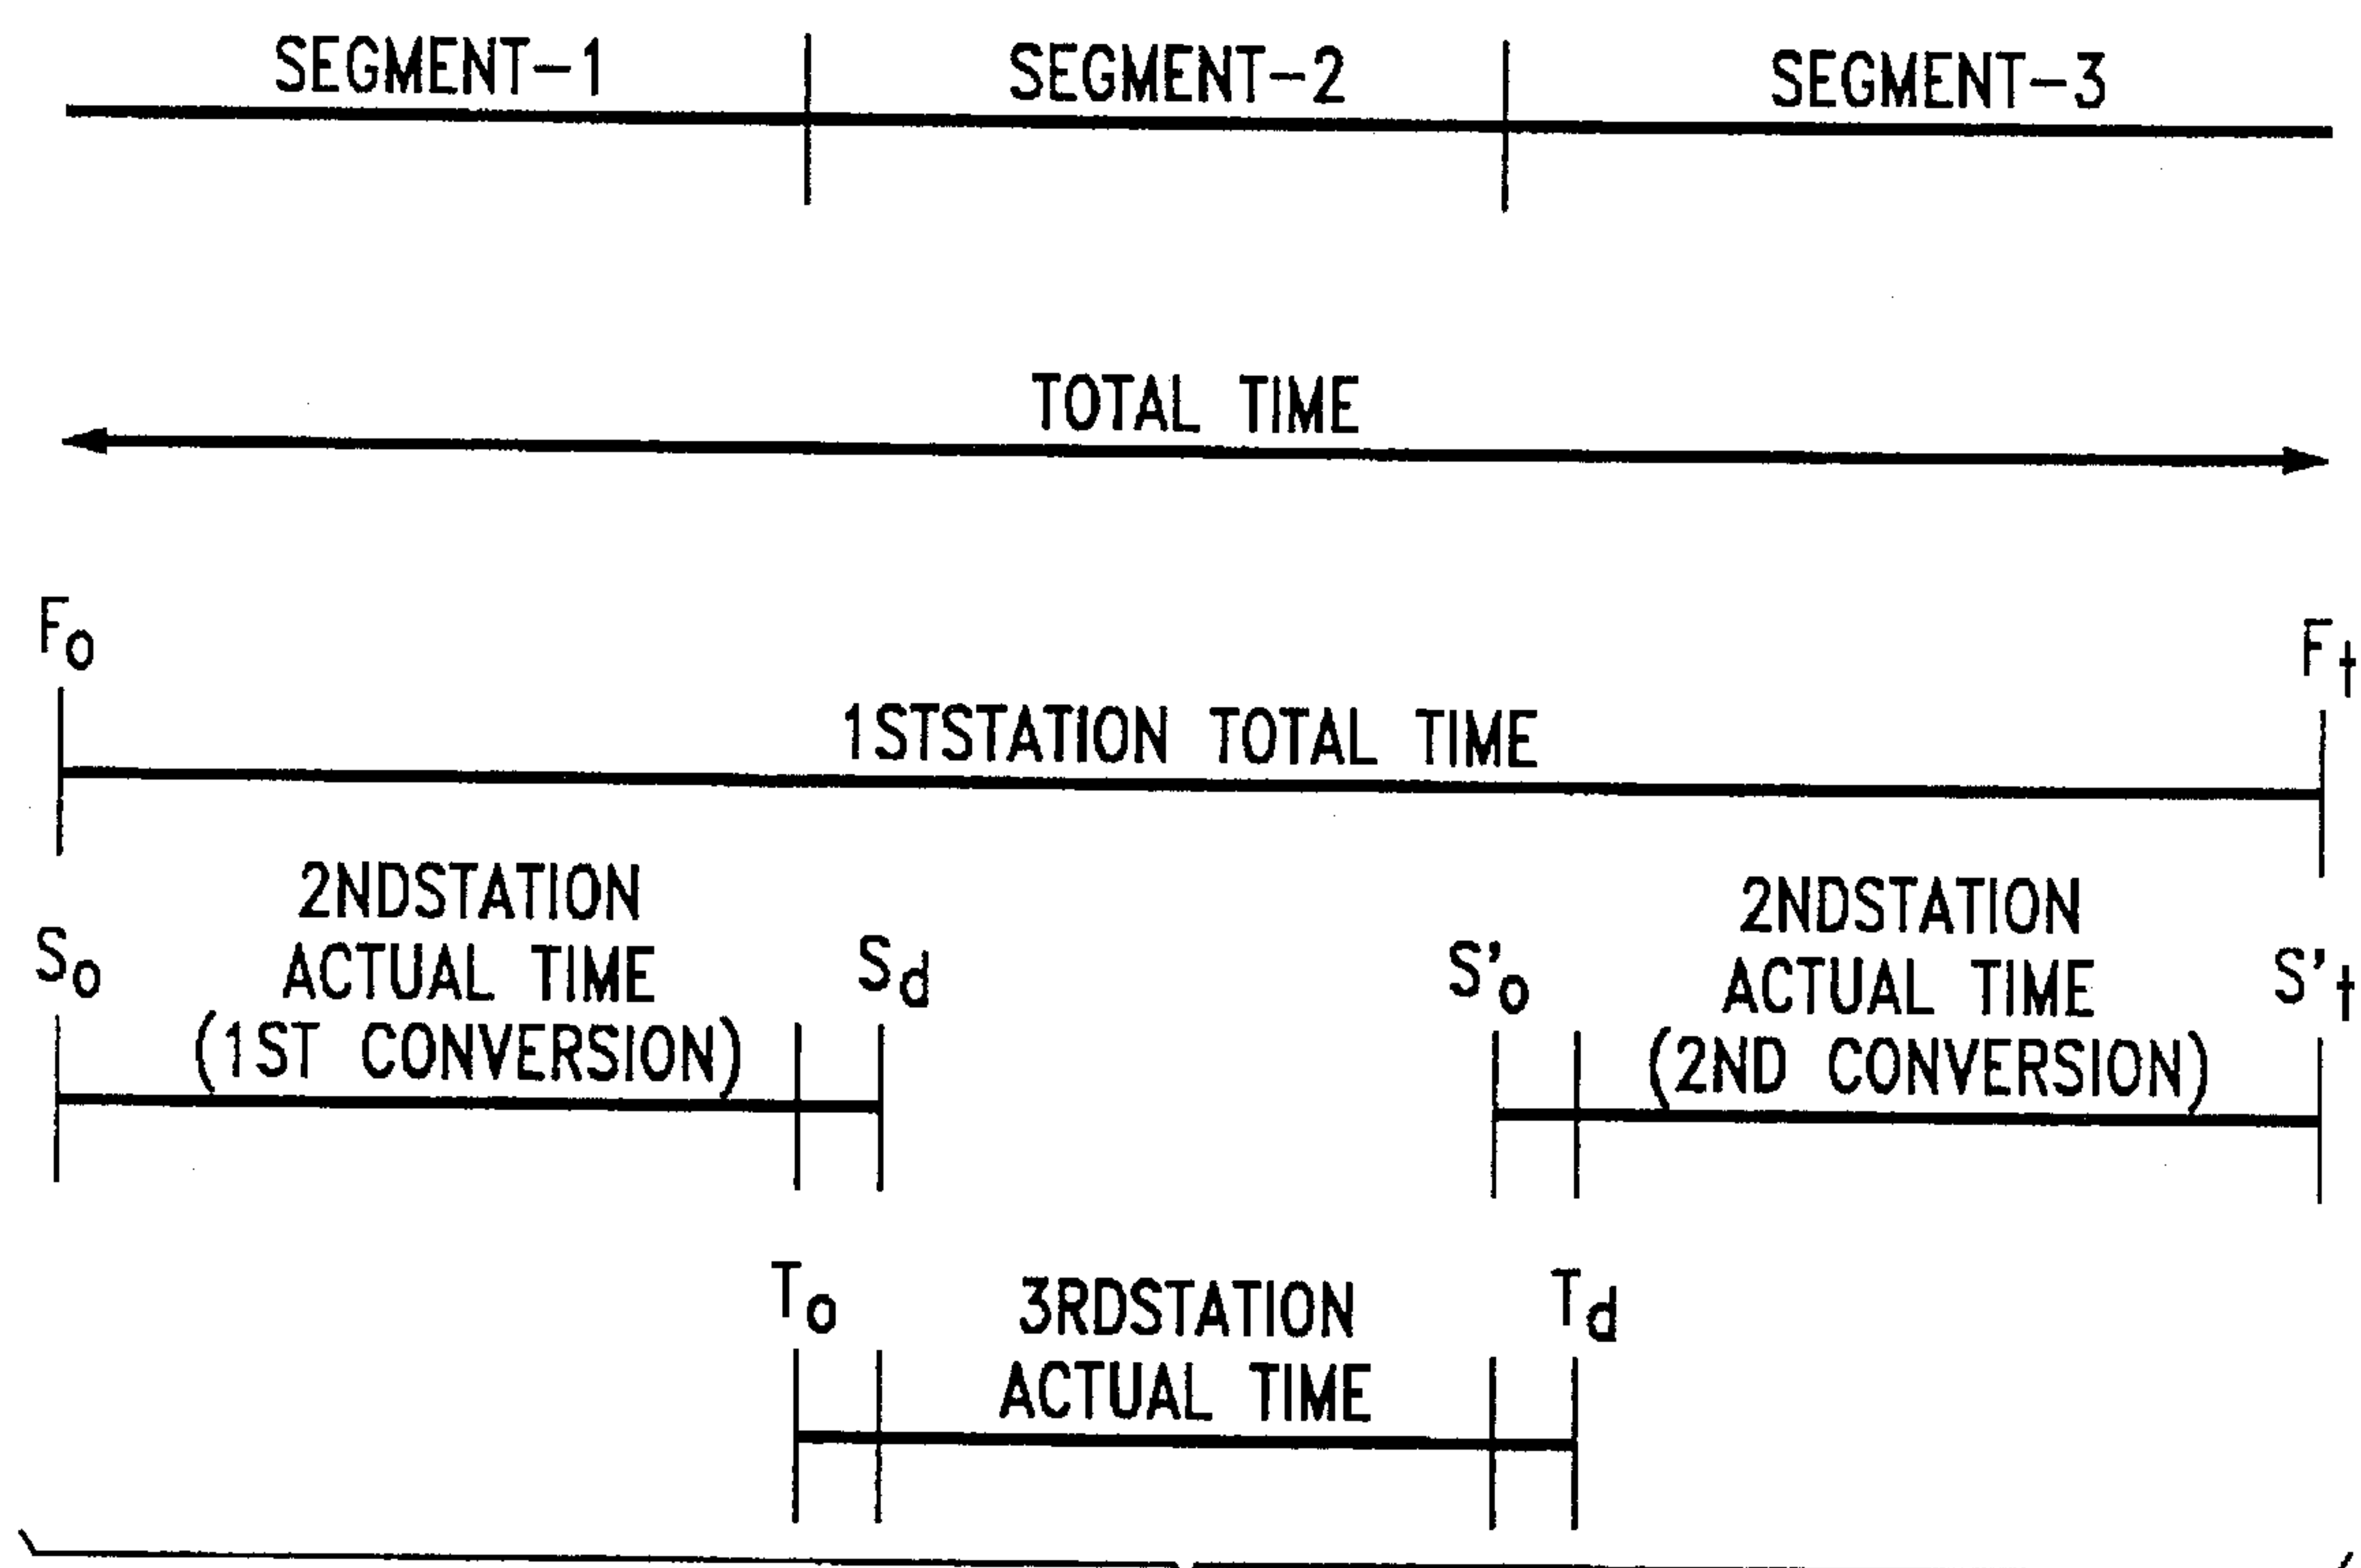 SEGMENT-1 SEGMENT-2 SEGMENT-3
TOTAL TIME
Fo Ft
1STSTATION TOTAL TIME
2NDSTATION
ACTUAL TIME
(1ST CONVERSION)
So Sd
2NDSTATION
ACTUAL TIME
(2ND CONVERSION)
S'o S't
To Td
3RDSTATION
ACTUAL TIME